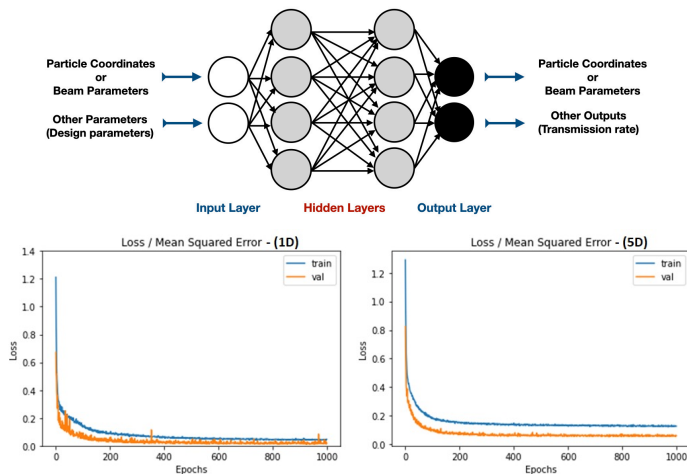 Particle Coordinates
or
Beam Parameters
Other Parameters
(Design parameters)
Particle Coordinates
or
Beam Parameters
Other Outputs
(Transmission rate)
Input Layer
Hidden Layers
Output Layer
Loss / Mean Squared Error - (1D)
train
val
1.4
1.2
1.0
0.8
0.6
0.4
0.2
0.0
Loss
0
200
400
600
800
1000
Epochs
Loss / Mean Squared Error - (5D)
train
val
1.2
1.0
0.8
0.6
0.4
0.2
0.0
Loss
0
200
400
600
800
1000
Epochs